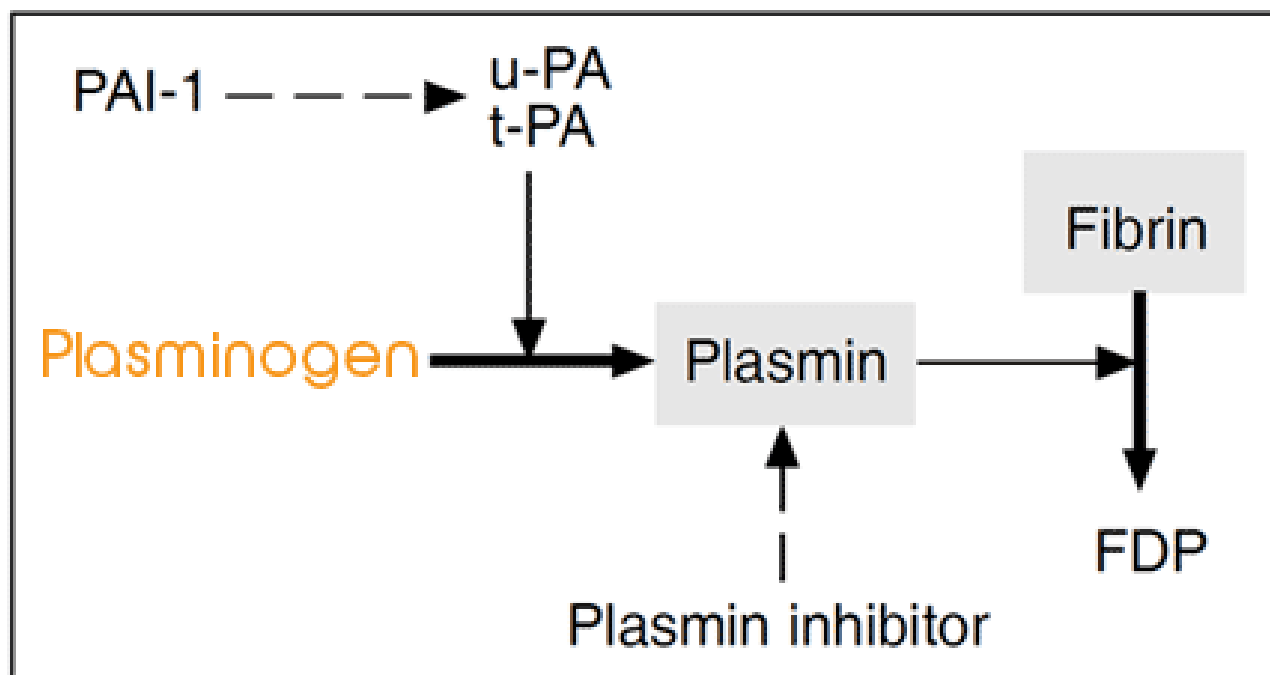 PAI-1
u-PA
t-PA
Fibrin
Plasminogen
Plasmin
FDP
Plasmin inhibitor